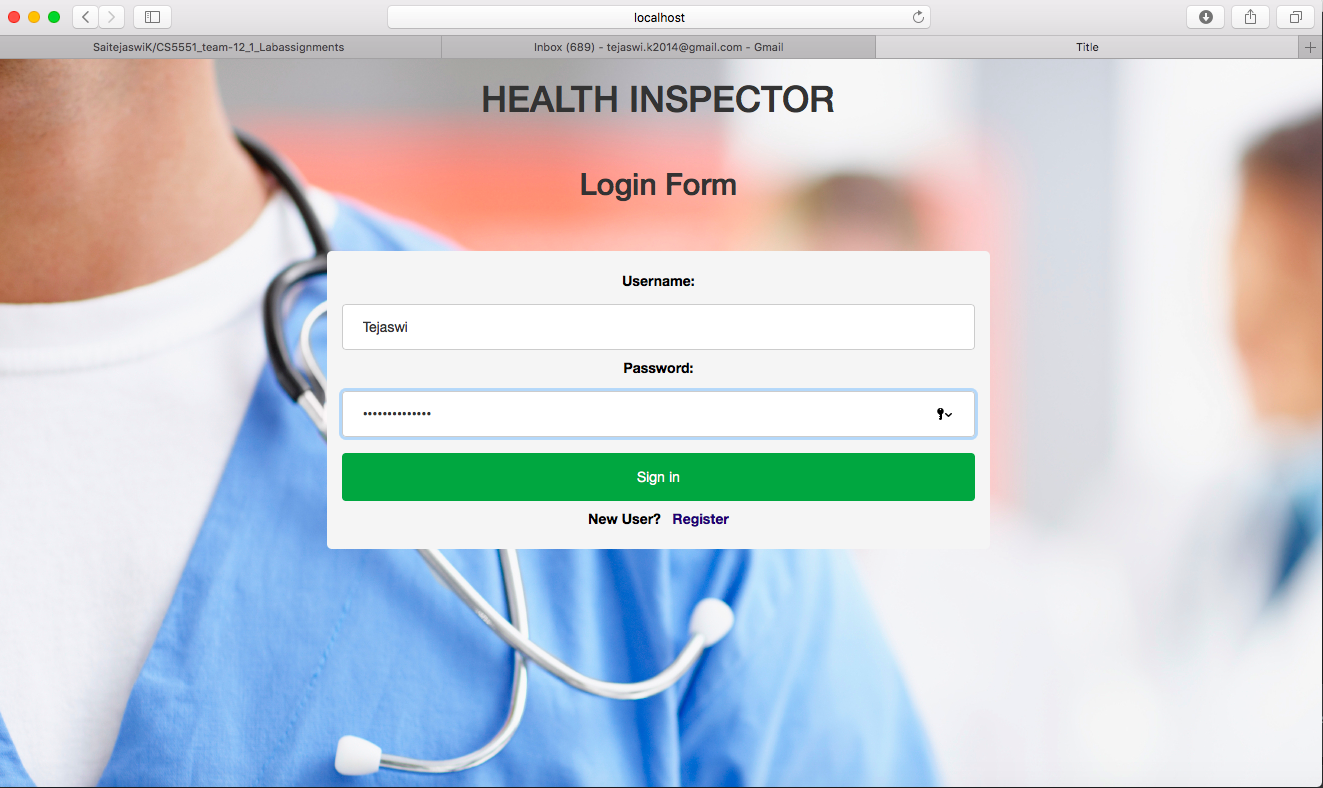 localhost
SaitejaswiK/CS5551_team-12_1_Labassignments
Inbox (689) - tejaswi.k2014@gmail.com - Gmail
Title
HEALTH INSPECTOR
Login Form
Username:
Tejaswi
Password:
••••••••••••••
Sign in
New User? Register